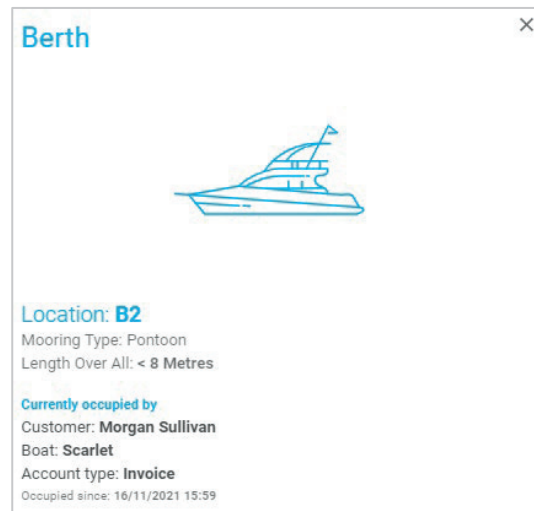 Berth
Location: B2
Mooring Type: Pontoon
Length Over All: < 8 Metres
Currently occupied by
Customer: Morgan Sullivan
Boat: Scarlet
Account type: Invoice
Occupied since: 16/11/2021 15:59